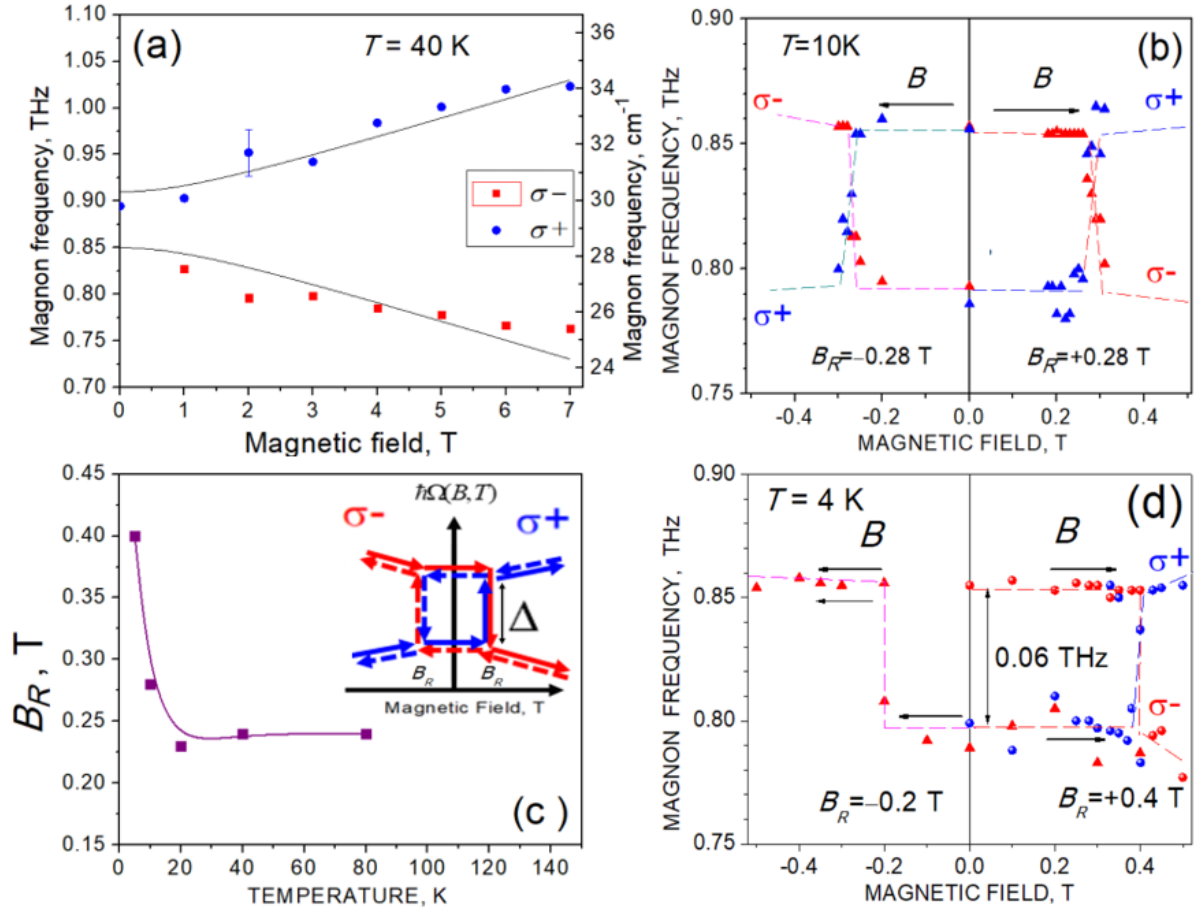 (a)
T = 40 K
Magnon frequency, THz
1.10
1.05
1.00
0.95
0.90
0.85
0.80
0.75
0.70
36
34
32
30
28
26
24
Magnon frequency, cm-1
σ−
σ+
0 1 2 3 4 5 6 7
Magnetic field, T
(b)
T=10K
MAGNON FREQUENCY, THz
0.90
0.85
0.80
0.75
B B
σ- σ+
σ+ σ-
BR=−0.28 T BR=+0.28 T
-0.4 -0.2 0.0 0.2 0.4
MAGNETIC FIELD, T
(c)
BR, T
0.45
0.40
0.35
0.30
0.25
0.20
0.15
ħΩ(B,T)
σ- σ+
Δ
BR BR
Magnetic Field, T
0 20 40 60 80 100 120 140
TEMPERATURE, K
(d)
T = 4 K
MAGNON FREQUENCY, THz
0.90
0.85
0.80
0.75
B B
σ+
0.06 THz
σ-
BR=−0.2 T BR=+0.4 T
-0.4 -0.2 0.0 0.2 0.4
MAGNETIC FIELD, T